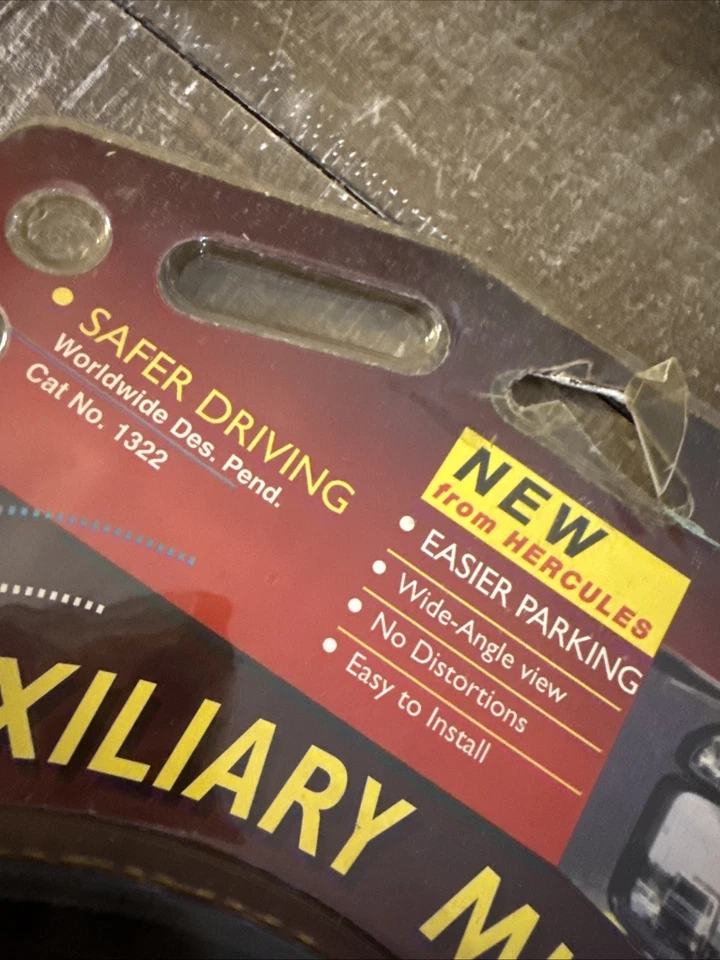 SAFER DRIVING
Worldwide Des. Pend.
Cat No. 1322
NEW
from HERCULES
EASIER PARKING
Wide-Angle view
No Distortions
Easy to Install
XILIARY M